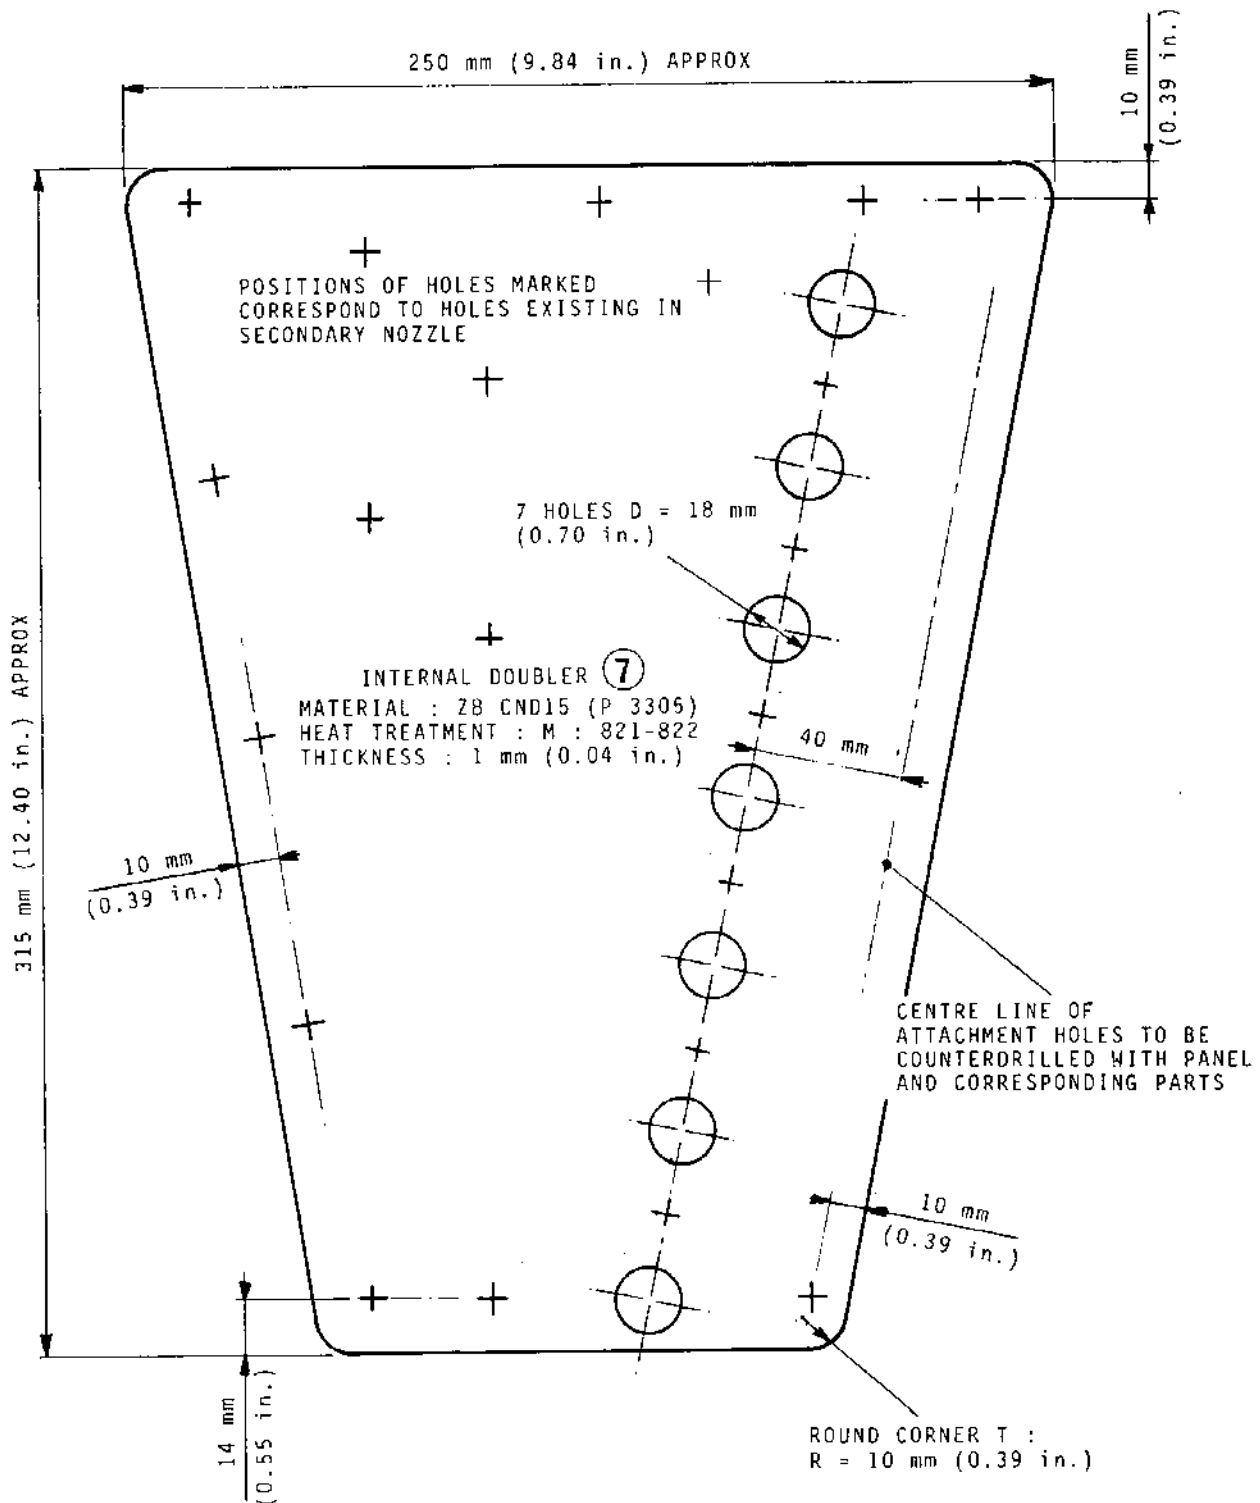 250 mm (9.84 in.) APPROX
10 mm
(0.39 in.)
POSITIONS OF HOLES MARKED
CORRESPOND TO HOLES EXISTING IN
SECONDARY NOZZLE
7 HOLES D = 18 mm
(0.70 in.)
INTERNAL DOUBLER 7
MATERIAL : Z8 CND15 (P 3305)
HEAT TREATMENT : M : 821-822
THICKNESS : 1 mm (0.04 in.)
40 mm
315 mm (12.40 in.) APPROX
10 mm
(0.39 in.)
CENTRE LINE OF
ATTACHMENT HOLES TO BE
COUNTERDRILLED WITH PANEL
AND CORRESPONDING PARTS
10 mm
(0.39 in.)
14 mm
(0.55 in.)
ROUND CORNER T :
R = 10 mm (0.39 in.)